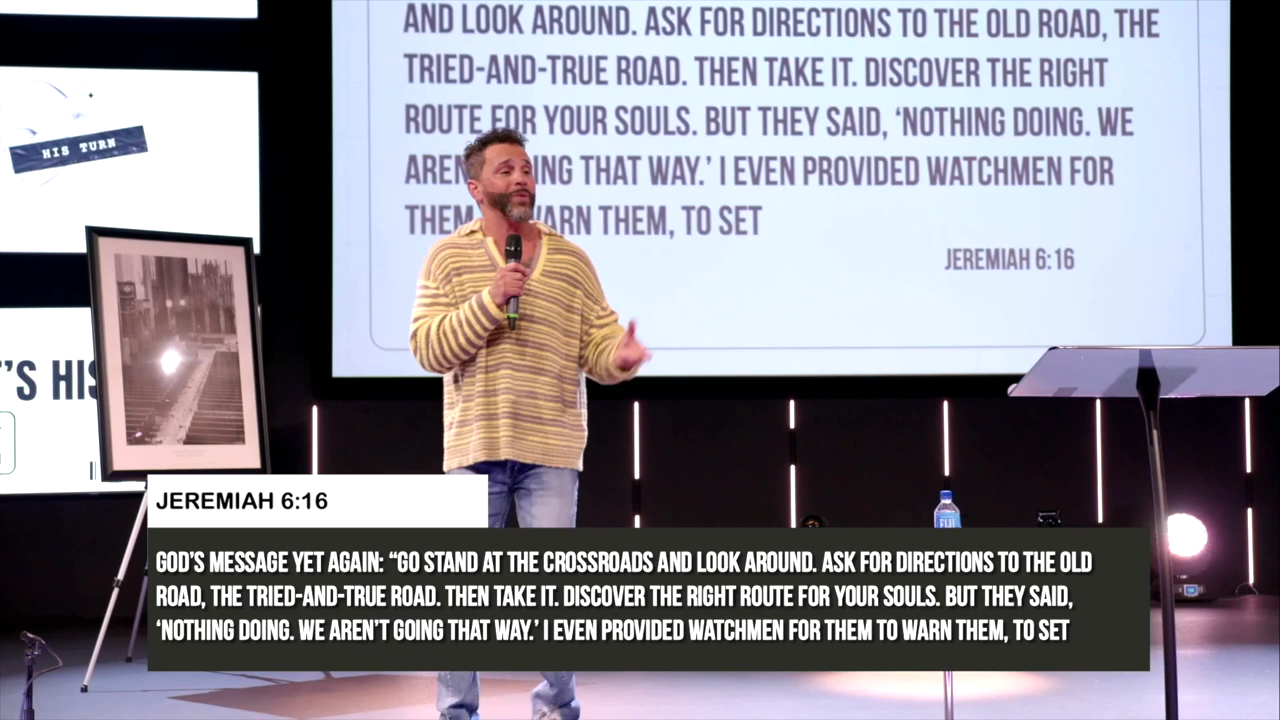 AND LOOK AROUND. ASK FOR DIRECTIONS TO THE OLD ROAD, THE
TRIED-AND-TRUE ROAD. THEN TAKE IT. DISCOVER THE RIGHT
ROUTE FOR YOUR SOULS. BUT THEY SAID, ‘NOTHING DOING. WE
AREN ING THAT WAY.’ I EVEN PROVIDED WATCHMEN FOR
THEM WARN THEM, TO SET
JEREMIAH 6:16
HIS TURN
’S HIS
FIJI
JEREMIAH 6:16
GOD’S MESSAGE YET AGAIN: “GO STAND AT THE CROSSROADS AND LOOK AROUND. ASK FOR DIRECTIONS TO THE OLD
ROAD, THE TRIED-AND-TRUE ROAD. THEN TAKE IT. DISCOVER THE RIGHT ROUTE FOR YOUR SOULS. BUT THEY SAID,
‘NOTHING DOING. WE AREN’T GOING THAT WAY.’ I EVEN PROVIDED WATCHMEN FOR THEM TO WARN THEM, TO SET